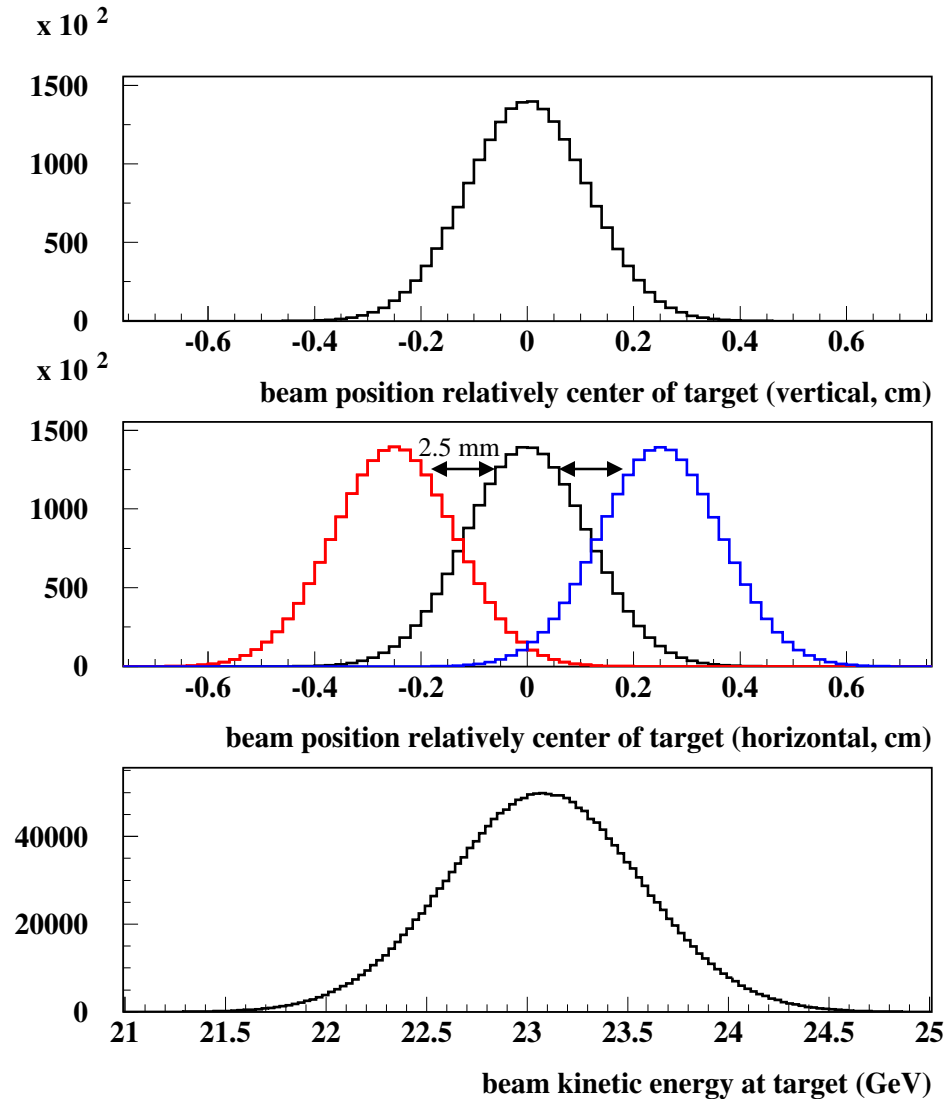 x 10 2
1500
1000
500
0
-0.6 -0.4 -0.2 0 0.2 0.4 0.6
beam position relatively center of target (vertical, cm)
x 10 2
1500
1000
500
0
2.5 mm
-0.6 -0.4 -0.2 0 0.2 0.4 0.6
beam position relatively center of target (horizontal, cm)
40000
20000
0
21 21.5 22 22.5 23 23.5 24 24.5 25
beam kinetic energy at target (GeV)